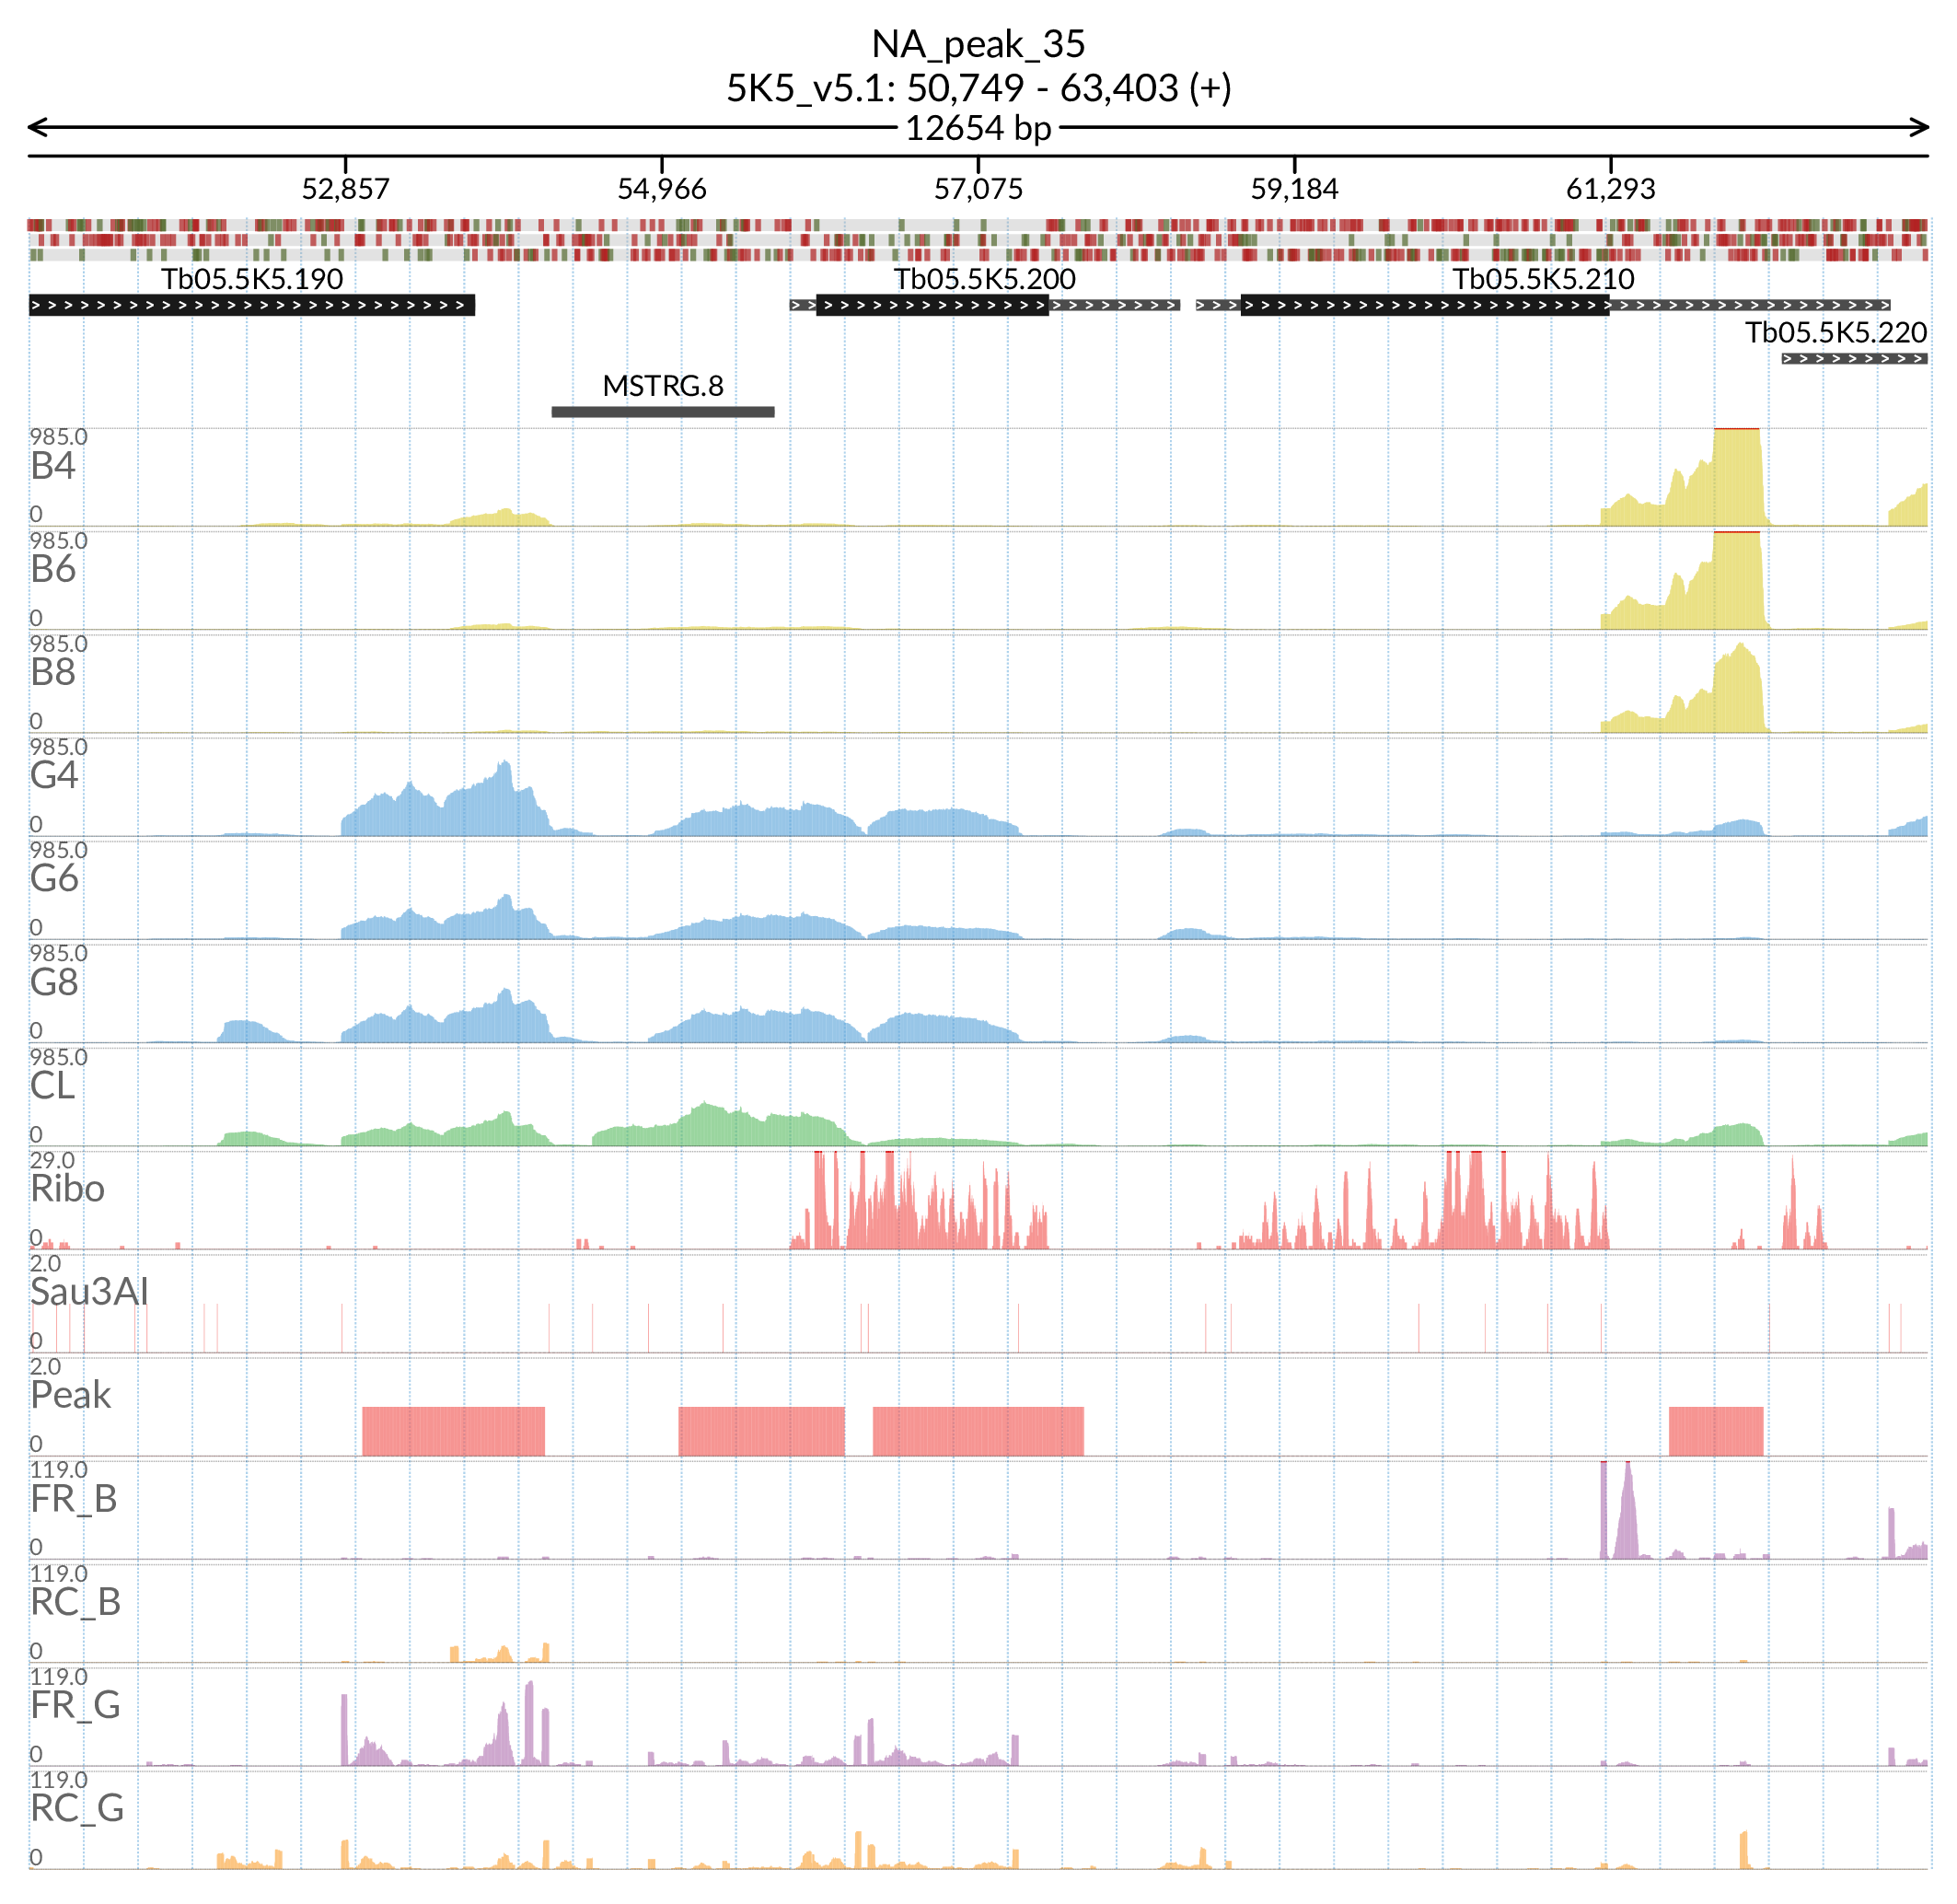 NA_peak_35
5K5_v5.1: 50,749 - 63,403 (+)
12654 bp
52,857 54,966 57,075 59,184 61,293
Tb05.5K5.190 Tb05.5K5.200 Tb05.5K5.210
Tb05.5K5.220
MSTRG.8
985.0
B4
0
985.0
B6
0
985.0
B8
0
985.0
G4
0
985.0
G6
0
985.0
G8
0
985.0
CL
0
29.0
Ribo
0
2.0
Sau3AI
0
2.0
Peak
0
119.0
FR_B
0
119.0
RC_B
0
119.0
FR_G
0
119.0
RC_G
0